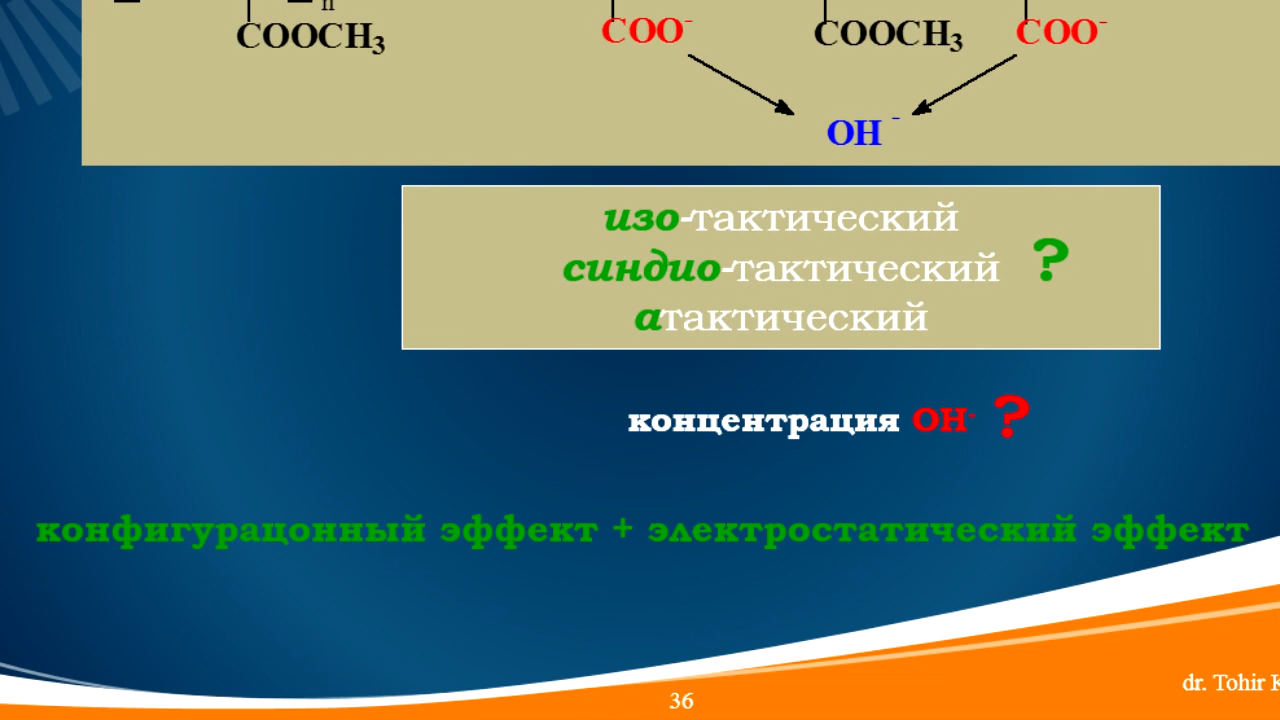 n
COOCH₃ COO⁻ COOCH₃ COO⁻
OH⁻
изо-тактический
синдио-тактический ?
атактический
концентрация OH⁻ ?
конфигурацонный эффект + электростатический эффект
dr. Tohir
36